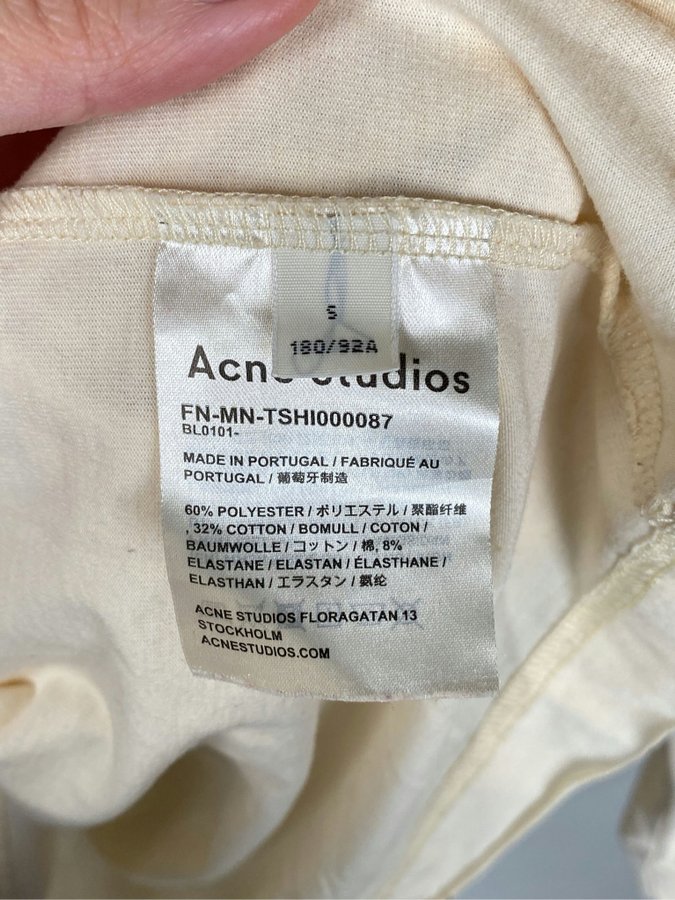 S
180/92A
Acne Studios
FN-MN-TSHI000087
BL0101-
MADE IN PORTUGAL / FABRIQUÉ AU
PORTUGAL / 葡萄牙制造
60% POLYESTER / ポリエステル / 聚酯纤维
, 32% COTTON / BOMULL / COTON /
BAUMWOLLE / コットン / 棉, 8%
ELASTANE / ELASTAN / ÉLASTHANE /
ELASTHAN / エラスタン / 氨纶
ACNE STUDIOS FLORAGATAN 13
STOCKHOLM
ACNESTUDIOS.COM